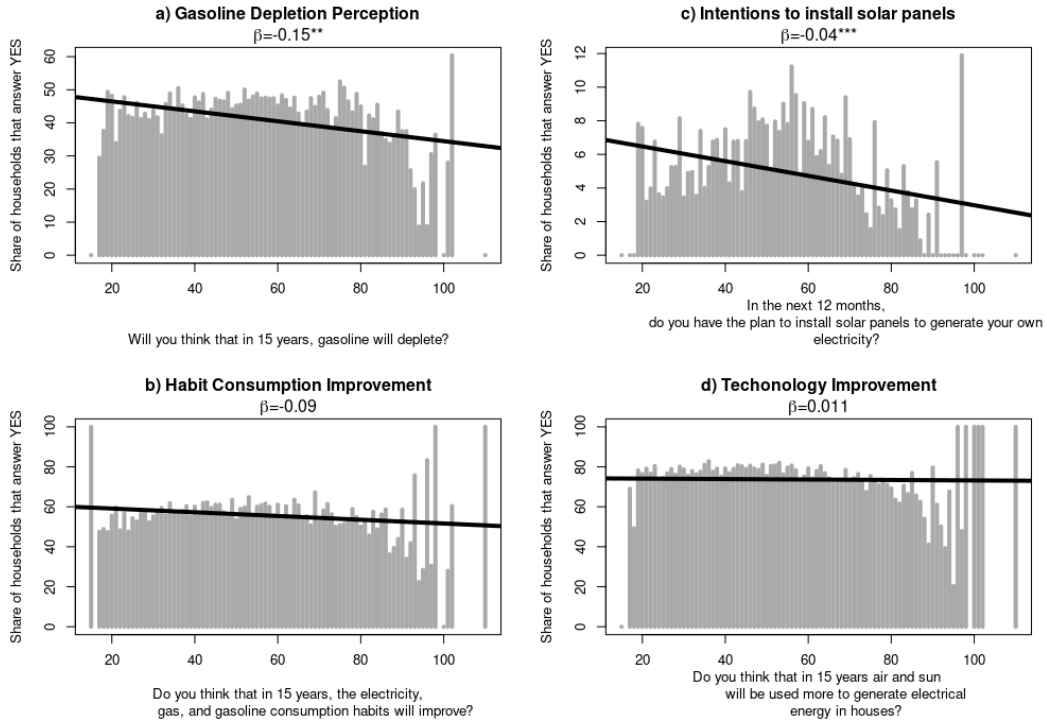 a) Gasoline Depletion Perception
β=-0.15**
Share of households that answer YES
0 10 20 30 40 50 60
20 40 60 80 100
Will you think that in 15 years, gasoline will deplete?
c) Intentions to install solar panels
β=-0.04***
Share of households that answer YES
0 2 4 6 8 10 12
20 40 60 80 100
In the next 12 months,
do you have the plan to install solar panels to generate your own
electricity?
b) Habit Consumption Improvement
β=-0.09
Share of households that answer YES
0 20 40 60 80 100
20 40 60 80 100
Do you think that in 15 years, the electricity,
gas, and gasoline consumption habits will improve?
d) Techonology Improvement
β=0.011
Share of households that answer YES
0 20 40 60 80 100
20 40 60 80 100
Do you think that in 15 years air and sun
will be used more to generate electrical
energy in houses?